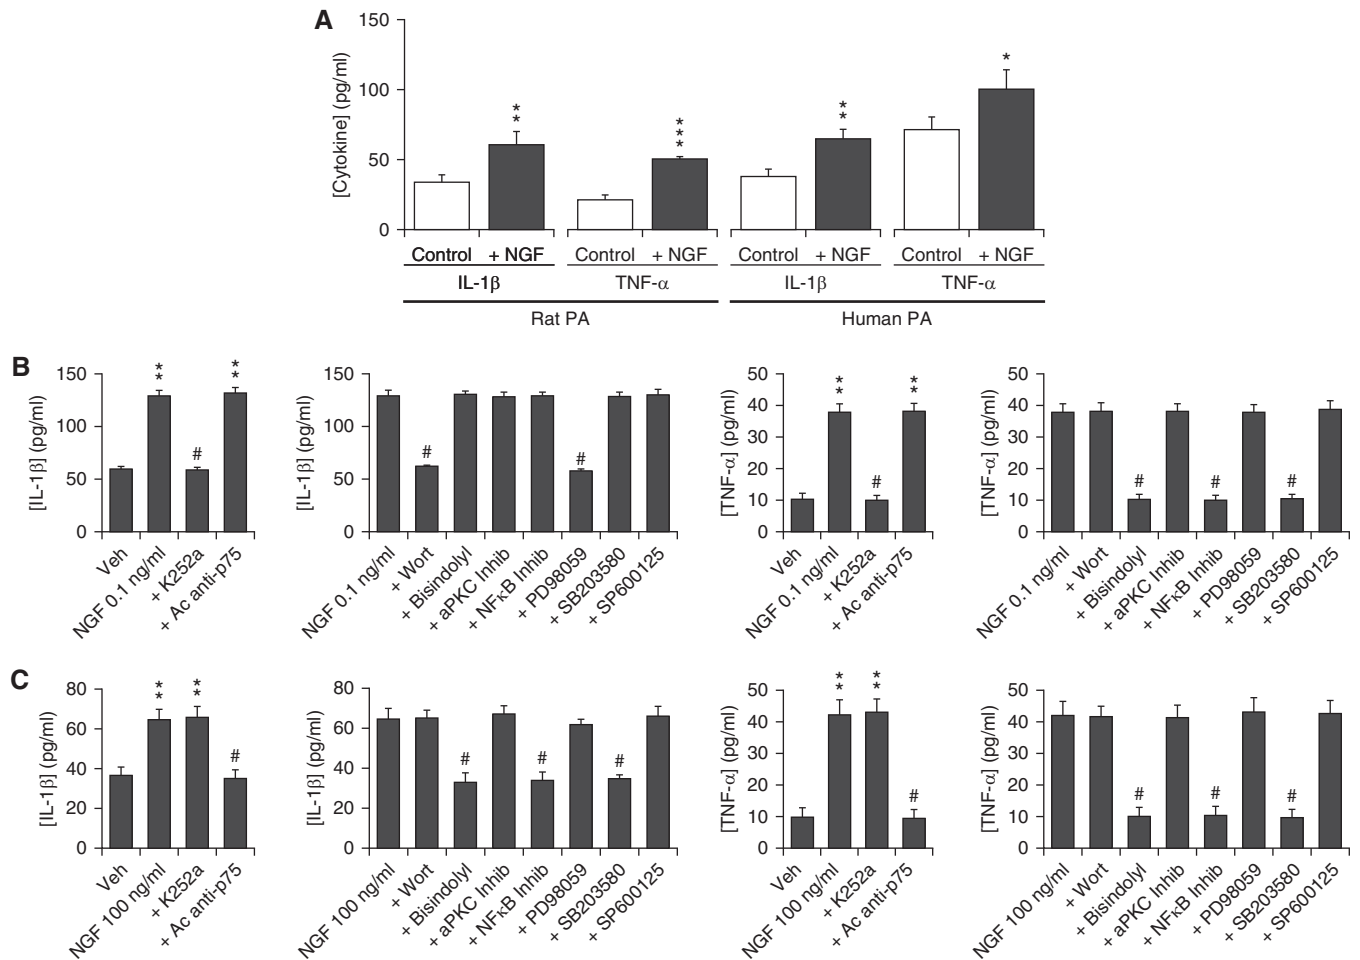 A
150
100
50
0
[Cytokine] (pg/ml)
** *** ** *
Control + NGF Control + NGF Control + NGF Control + NGF
IL-1β TNF-α IL-1β TNF-α
Rat PA Human PA
B
150
100
50
0
[IL-1β] (pg/ml)
** # **
Veh
NGF 0.1 ng/ml
+ K252a
+ Ac anti-p75
150
100
50
0
[IL-1β] (pg/ml)
# #
NGF 0.1 ng/ml
+ Wort
+ Bisindolyl
+ aPKC Inhib
+ NFκB Inhib
+ PD98059
+ SB203580
+ SP600125
50
40
30
20
10
0
[TNF-α] (pg/ml)
** # **
Veh
NGF 0.1 ng/ml
+ K252a
+ Ac anti-p75
50
40
30
20
10
0
[TNF-α] (pg/ml)
# # #
NGF 0.1 ng/ml
+ Wort
+ Bisindolyl
+ aPKC Inhib
+ NFκB Inhib
+ PD98059
+ SB203580
+ SP600125
C
80
60
40
20
0
[IL-1β] (pg/ml)
** ** #
Veh
NGF 100 ng/ml
+ K252a
+ Ac anti-p75
80
60
40
20
0
[IL-1β] (pg/ml)
# # #
NGF 100 ng/ml
+ Wort
+ Bisindolyl
+ aPKC Inhib
+ NFκB Inhib
+ PD98059
+ SB203580
+ SP600125
50
40
30
20
10
0
[TNF-α] (pg/ml)
** ** #
Veh
NGF 100 ng/ml
+ K252a
+ Ac anti-p75
50
40
30
20
10
0
[TNF-α] (pg/ml)
# # #
NGF 100 ng/ml
+ Wort
+ Bisindolyl
+ aPKC Inhib
+ NFκB Inhib
+ PD98059
+ SB203580
+ SP600125